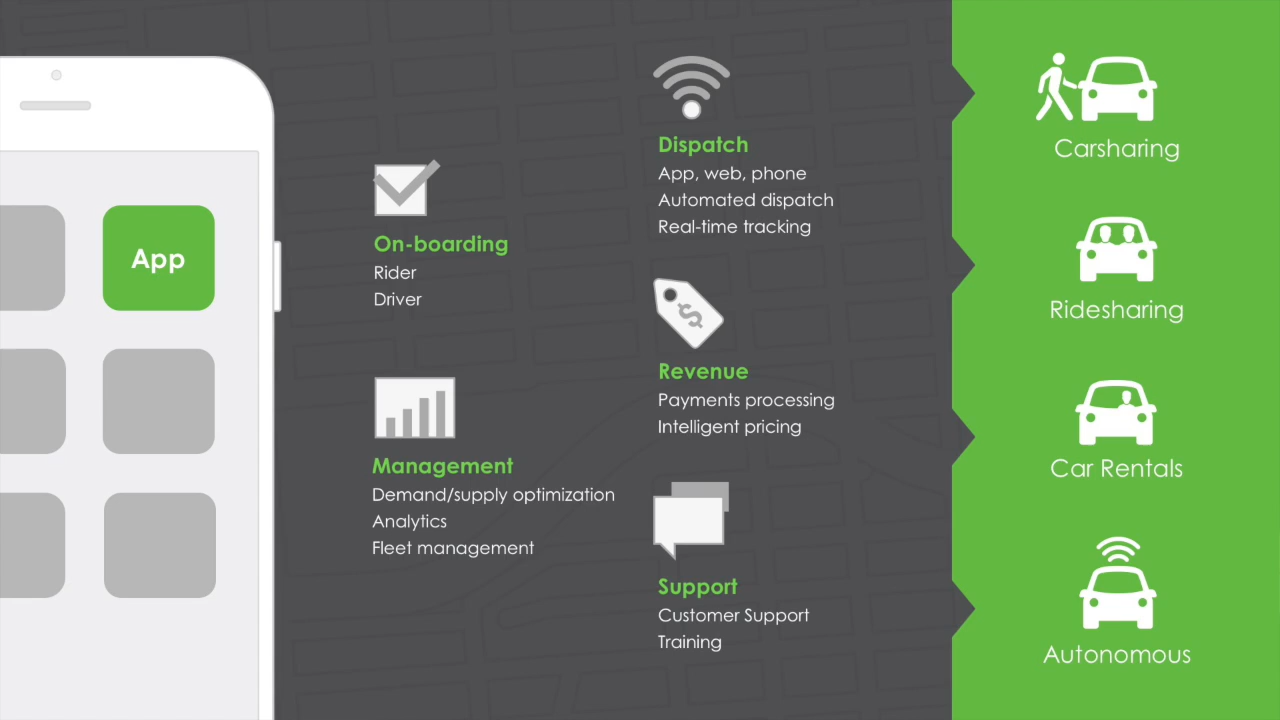 App
On-boarding
Rider
Driver
Management
Demand/supply optimization
Analytics
Fleet management
Dispatch
App, web, phone
Automated dispatch
Real-time tracking
$
Revenue
Payments processing
Intelligent pricing
Support
Customer Support
Training
Carsharing
Ridesharing
Car Rentals
Autonomous